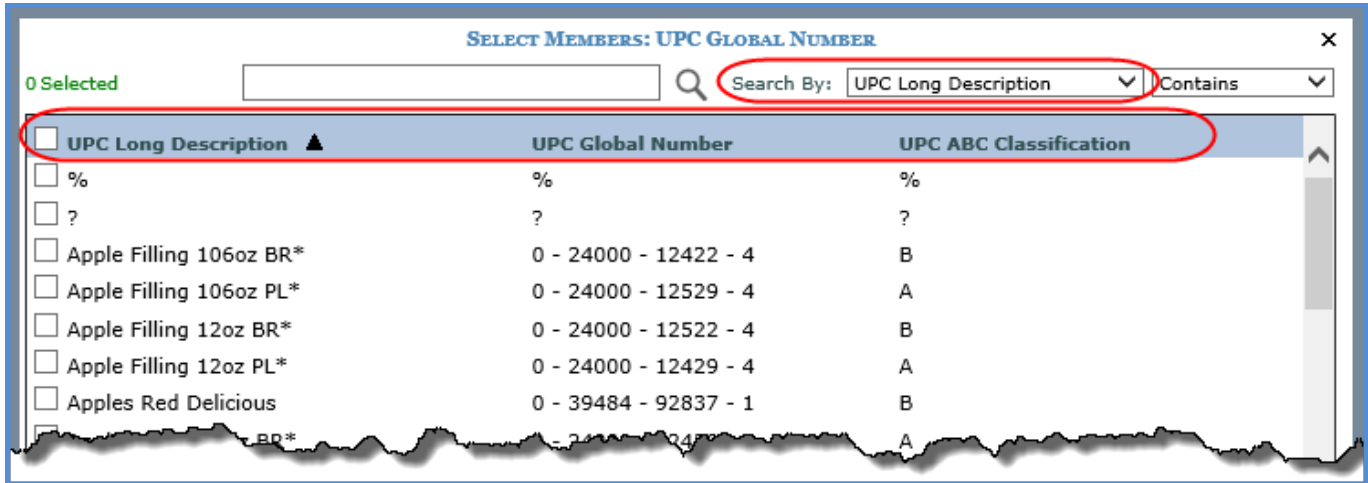 SELECT MEMBERS: UPC GLOBAL NUMBER ×
0 Selected Search By: UPC Long Description Contains
UPC Long Description ▲ UPC Global Number UPC ABC Classification
% % %
? ? ?
Apple Filling 106oz BR* 0 - 24000 - 12422 - 4 B
Apple Filling 106oz PL* 0 - 24000 - 12529 - 4 A
Apple Filling 12oz BR* 0 - 24000 - 12522 - 4 B
Apple Filling 12oz PL* 0 - 24000 - 12429 - 4 A
Apples Red Delicious 0 - 39484 - 92837 - 1 B
BR* A